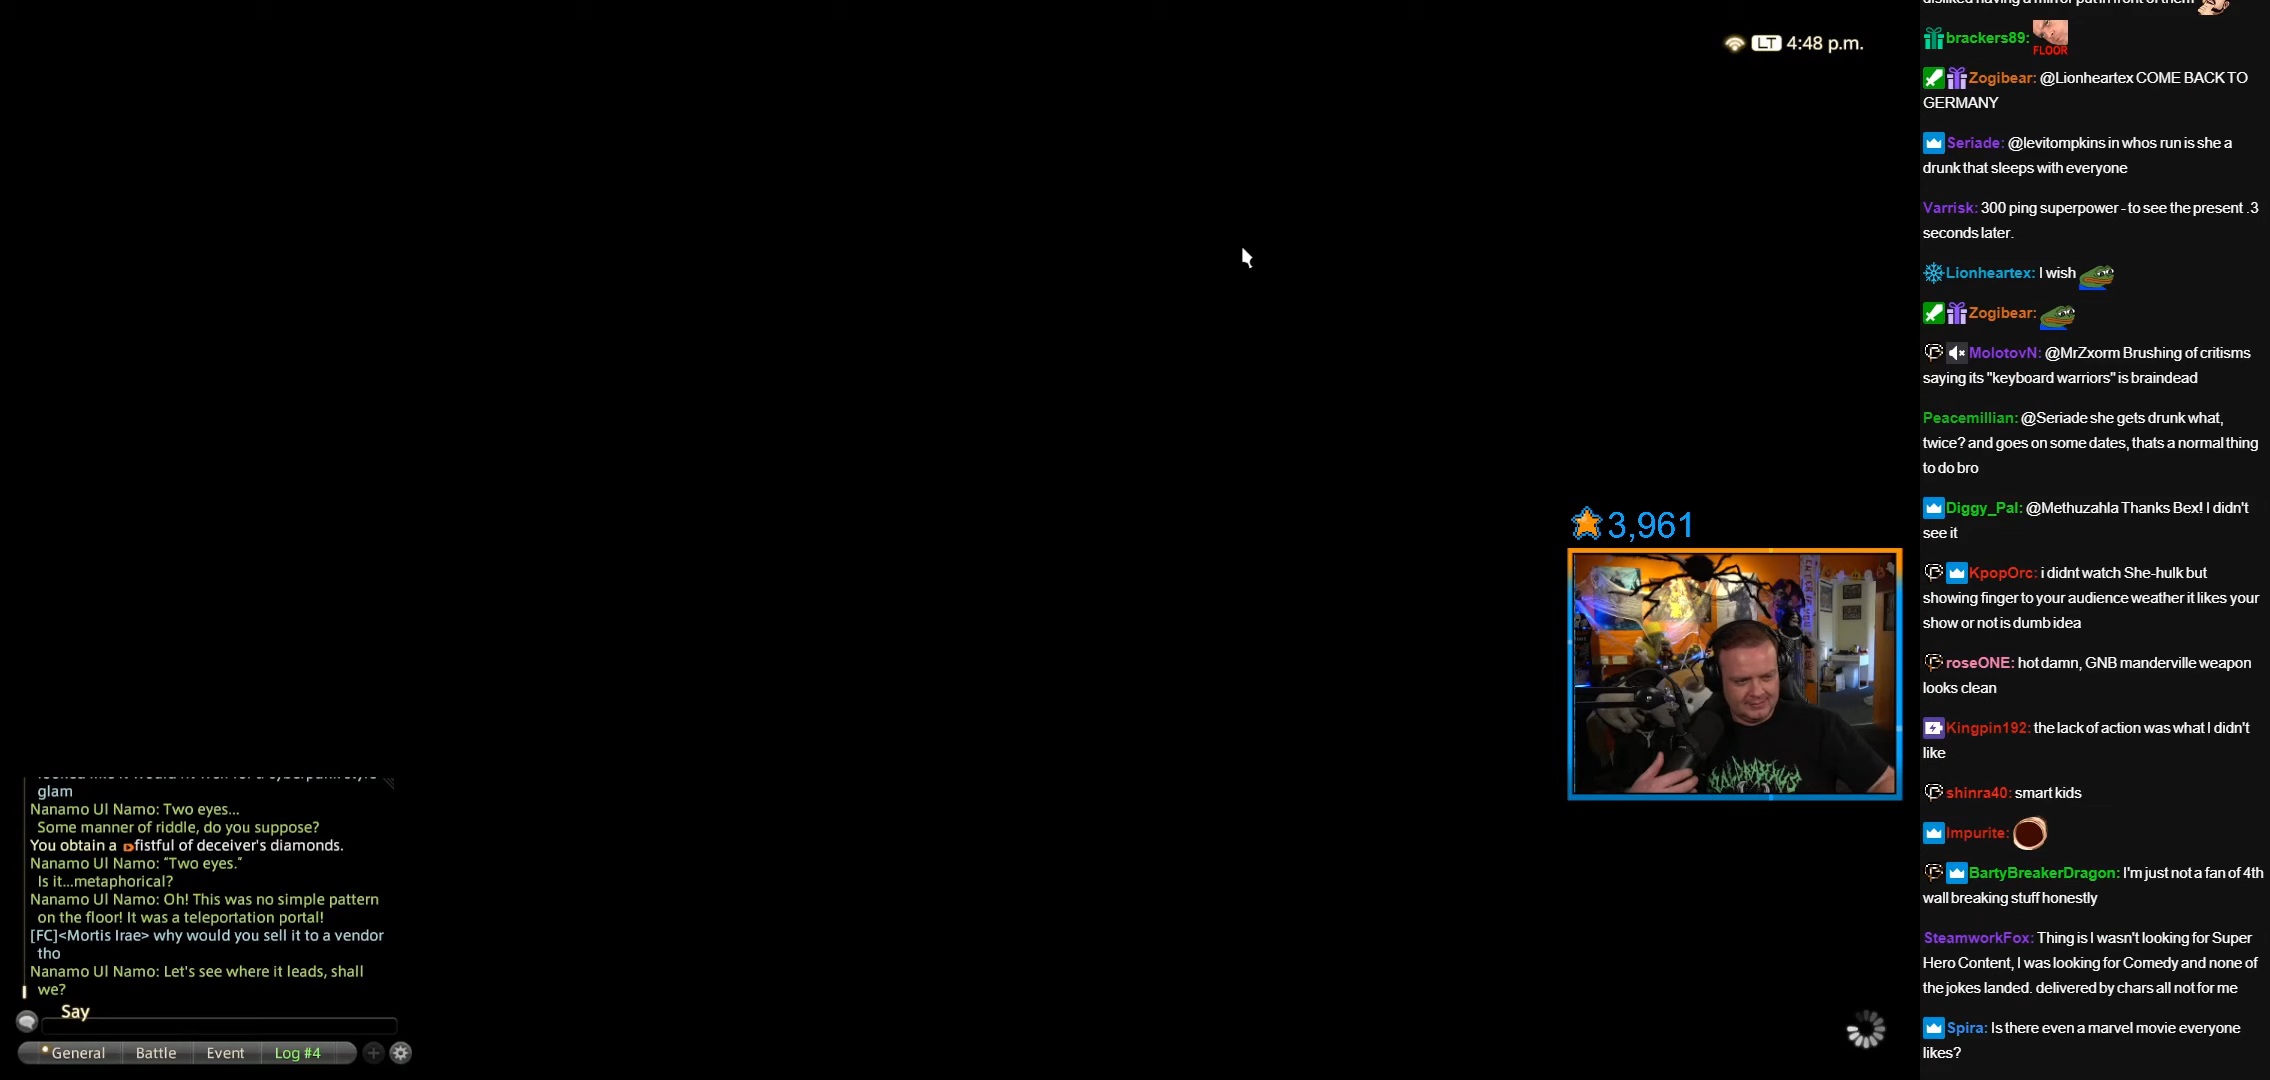 LT 4:48 p.m.
3,961
glam
Nanamo Ul Namo: Two eyes...
Some manner of riddle, do you suppose?
You obtain a fistful of deceiver's diamonds.
Nanamo Ul Namo: "Two eyes."
Is it...metaphorical?
Nanamo Ul Namo: Oh! This was no simple pattern
on the floor! It was a teleportation portal!
[FC]<Mortis Irae> why would you sell it to a vendor
tho
Nanamo Ul Namo: Let's see where it leads, shall
we?
Say
General Battle Event Log #4
brackers89: FLOOR
Zogibear: @Lionheartex COME BACK TO
GERMANY
Seriade: @levitompkins in whos run is she a
drunk that sleeps with everyone
Varrisk: 300 ping superpower - to see the present .3
seconds later.
Lionheartex: I wish
Zogibear:
MolotovN: @MrZxorm Brushing of critisms
saying its "keyboard warriors" is braindead
Peacemillian: @Seriade she gets drunk what,
twice? and goes on some dates, thats a normal thing
to do bro
Diggy_Pal: @Methuzahla Thanks Bex! I didn't
see it
KpopOrc: i didnt watch She-hulk but
showing finger to your audience weather it likes your
show or not is dumb idea
roseONE: hot damn, GNB manderville weapon
looks clean
Kingpin192: the lack of action was what I didn't
like
shinra40: smart kids
Impurite:
BartyBreakerDragon: I'm just not a fan of 4th
wall breaking stuff honestly
SteamworkFox: Thing is I wasn't looking for Super
Hero Content, I was looking for Comedy and none of
the jokes landed. delivered by chars all not for me
Spira: Is there even a marvel movie everyone
likes?